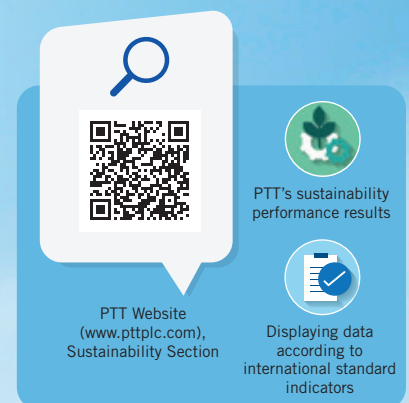 PTT Website
(www.pttplc.com),
Sustainability Section
PTT's sustainability
performance results
Displaying data
according to
international standard
indicators